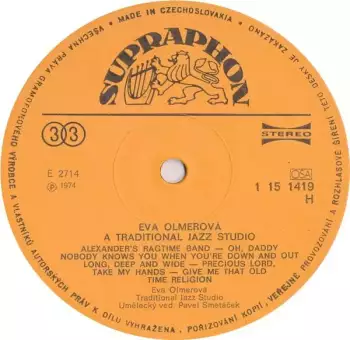 • MADE IN CZECHOSLOVAKIA •
VŠECHNA PRÁVA GRAMOFONOVÉHO VÝROBCE A VLASTNÍKŮ AUTORSKÝCH PRÁV K DÍLU VYHRAŽENA. POŘIZOVÁNÍ KOPIÍ, VEŘEJNÉ PROVOZOVÁNÍ A ROZHLASOVÉ ŠÍŘENÍ TÉTO DESKY JE ZAKÁZÁNO
SUPRAPHON
33
STEREO
E 2714
℗ 1974
OSA
1 15 1419
H
EVA OLMEROVÁ
A TRADITIONAL JAZZ STUDIO
ALEXANDER'S RAGTIME BAND — OH, DADDY
NOBODY KNOWS YOU WHEN YOU'RE DOWN AND OUT
LONG, DEEP AND WIDE — PRECIOUS LORD,
TAKE MY HANDS — GIVE ME THAT OLD
TIME RELIGION
Eva Olmerová
Traditional Jazz Studio
Umělecký ved. Pavel Smetáček